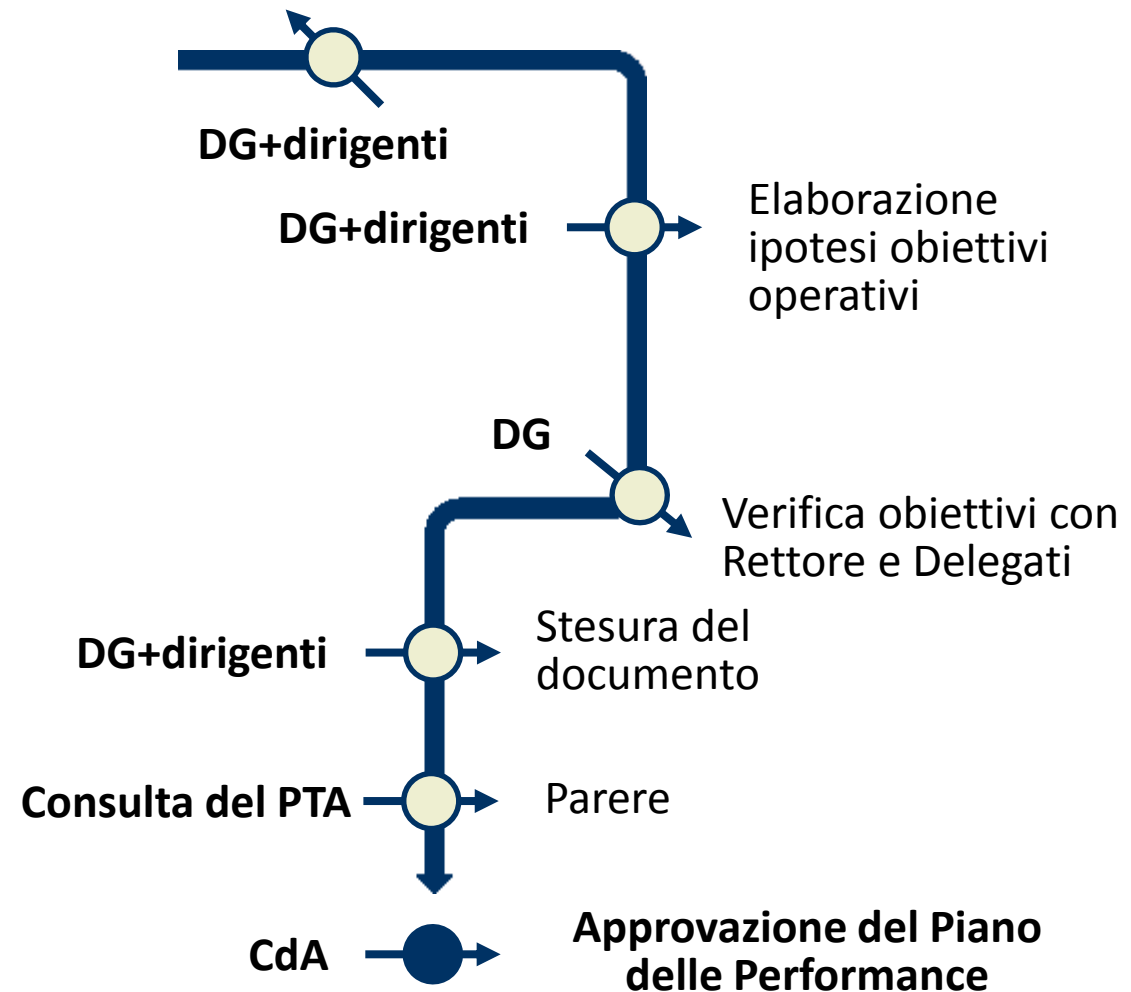 DG+dirigenti
DG+dirigenti
Elaborazione
ipotesi obiettivi
operativi
DG
Verifica obiettivi con
Rettore e Delegati
DG+dirigenti
Stesura del
documento
Consulta del PTA
Parere
CdA
Approvazione del Piano
delle Performance